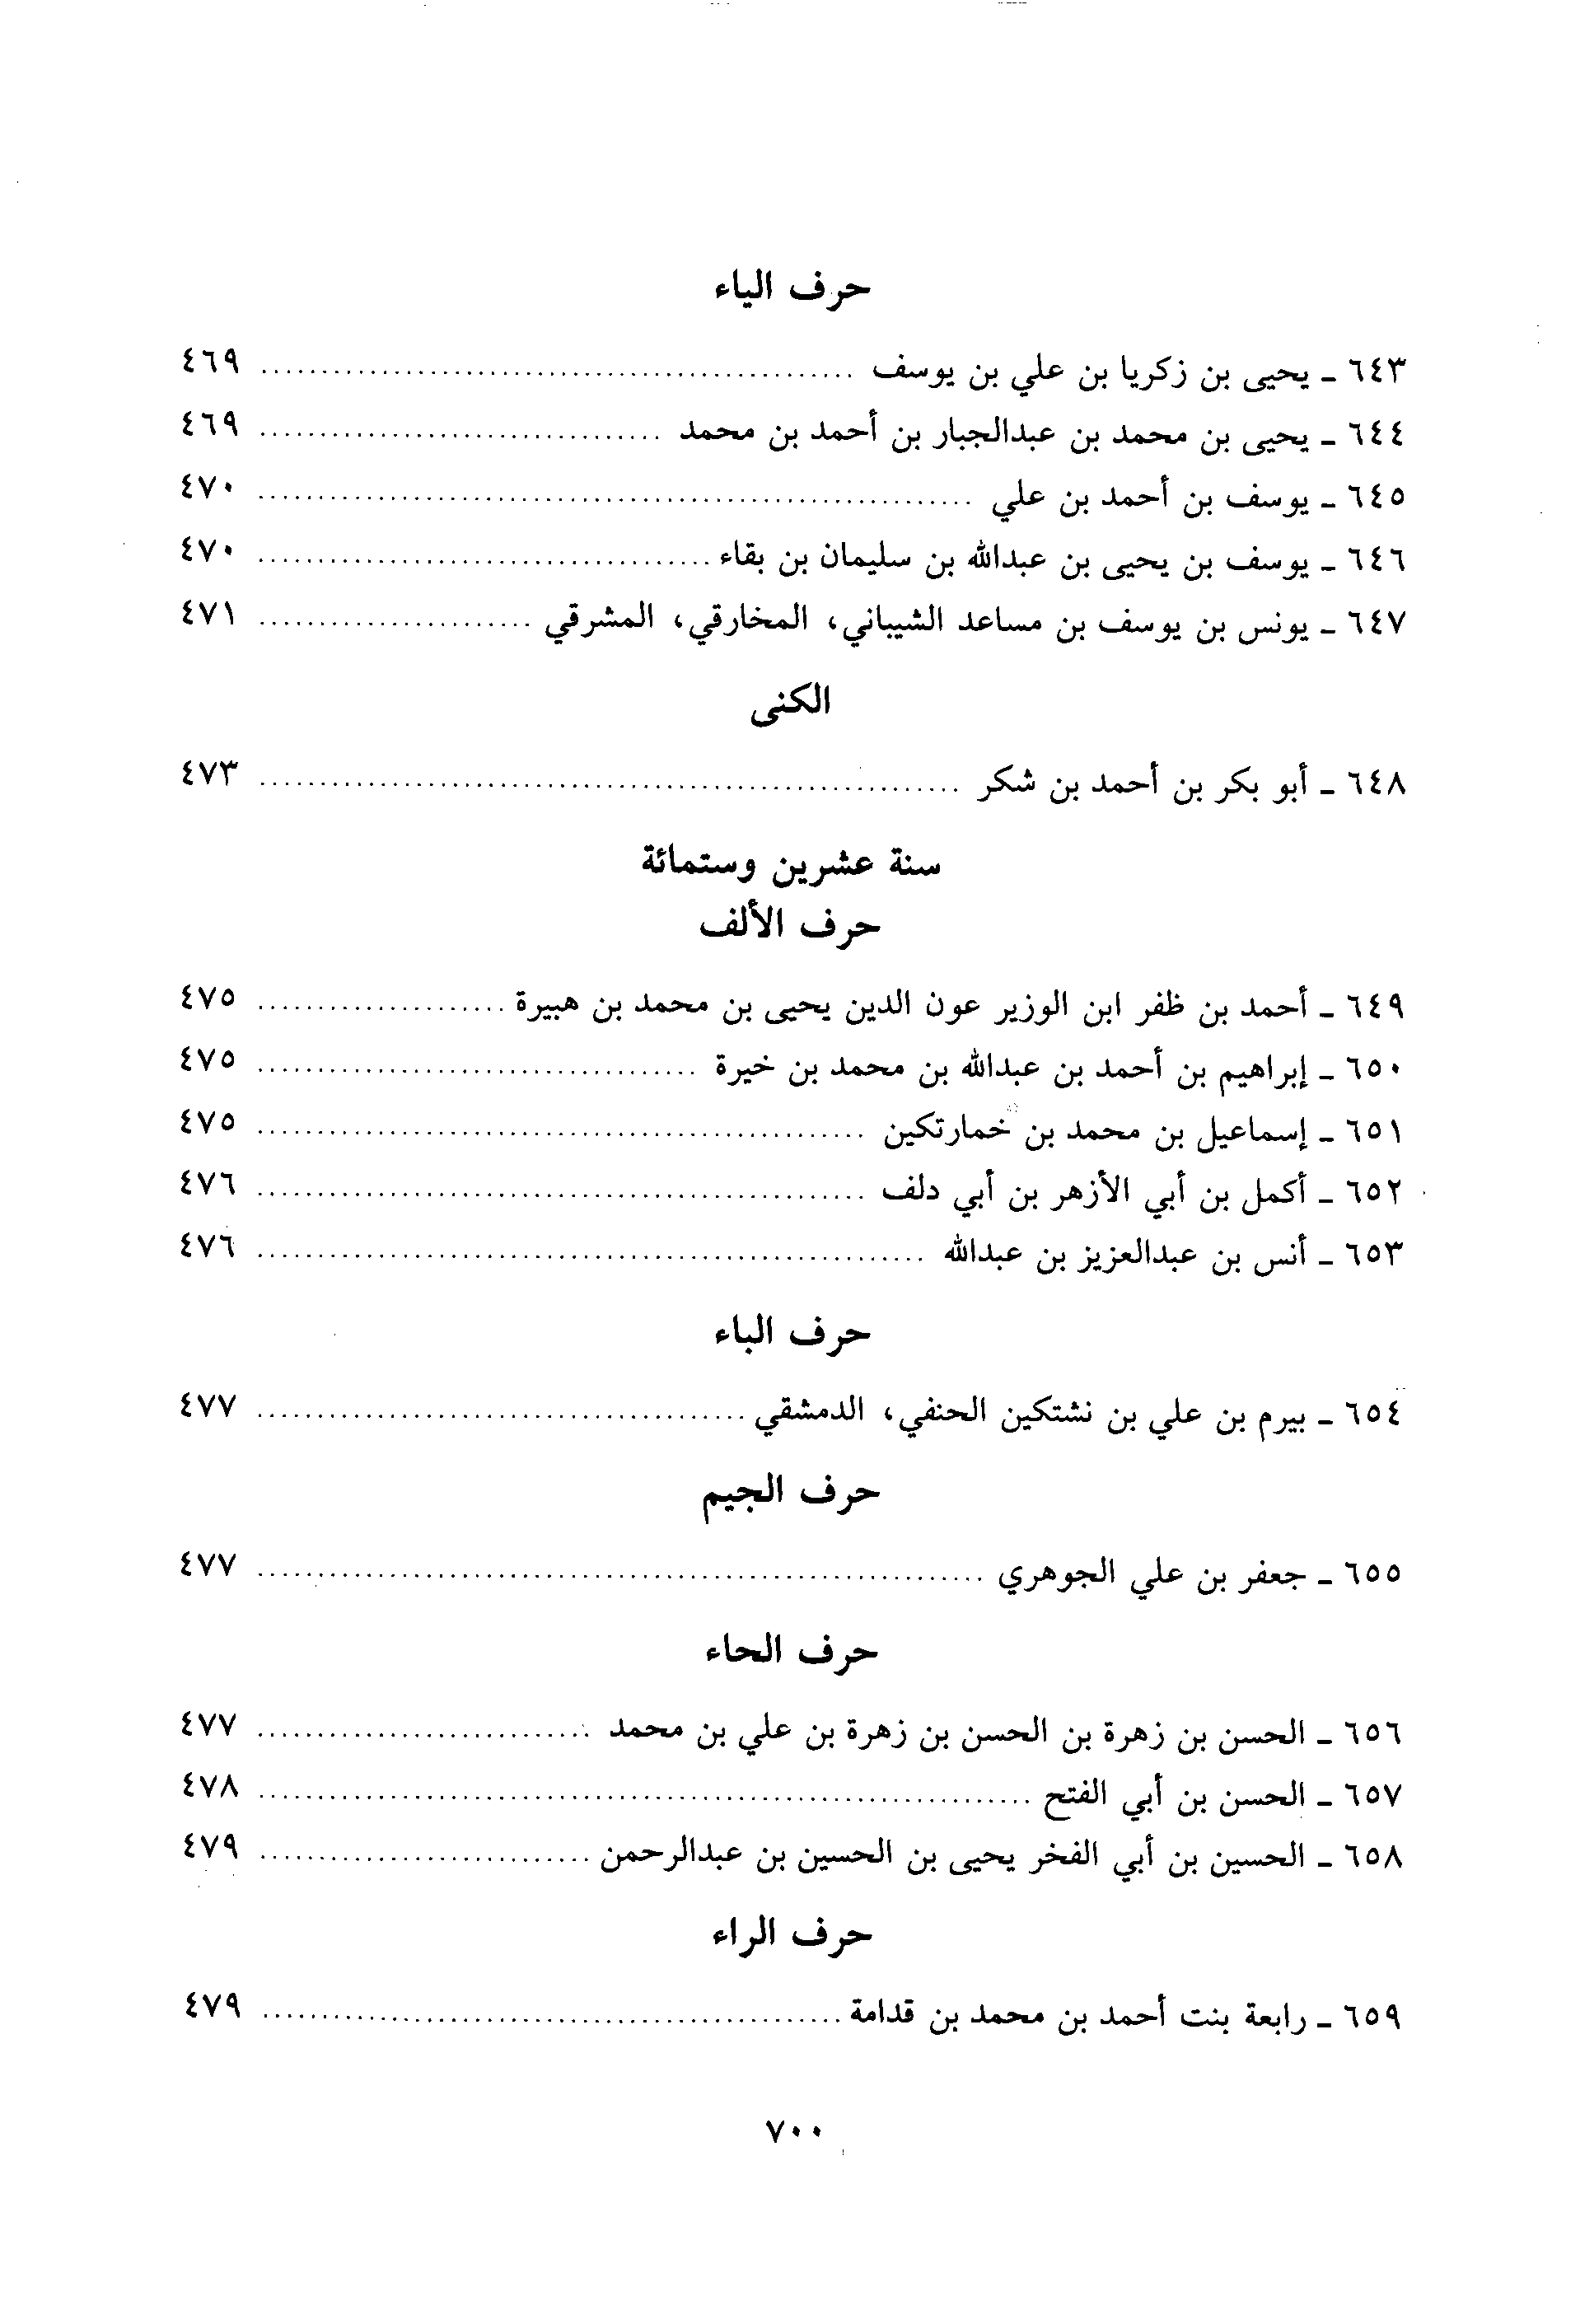 حرف الياء
٦٤٣ ـ يحيى بن زكريا بن علي بن يوسف ................ ٤٦٩
٦٤٤ ـ يحيى بن محمد بن عبدالجبار بن أحمد بن محمد ................ ٤٦٩
٦٤٥ ـ يوسف بن أحمد بن علي ................ ٤٧٠
٦٤٦ ـ يوسف بن يحيى بن عبدالله بن سليمان بن بقاء ................ ٤٧٠
٦٤٧ ـ يونس بن يوسف بن مساعد الشيباني، المخارقي، المشرقي ................ ٤٧١
الكنى
٦٤٨ ـ أبو بكر بن أحمد بن شكر ................ ٤٧٣
سنة عشرين وستمائة
حرف الألف
٦٤٩ ـ أحمد بن ظفر ابن الوزير عون الدين يحيى بن محمد بن هبيرة ................ ٤٧٥
٦٥٠ ـ إبراهيم بن أحمد بن عبدالله بن محمد بن خيرة ................ ٤٧٥
٦٥١ ـ إسماعيل بن محمد بن خمارتكين ................ ٤٧٥
٦٥٢ ـ أكمل بن أبي الأزهر بن أبي دلف ................ ٤٧٦
٦٥٣ ـ أنس بن عبدالعزيز بن عبدالله ................ ٤٧٦
حرف الباء
٦٥٤ ـ بيرم بن علي بن نشتكين الحنفي، الدمشقي ................ ٤٧٧
حرف الجيم
٦٥٥ ـ جعفر بن علي الجوهري ................ ٤٧٧
حرف الحاء
٦٥٦ ـ الحسن بن زهرة بن الحسن بن زهرة بن علي بن محمد ................ ٤٧٧
٦٥٧ ـ الحسن بن أبي الفتح ................ ٤٧٨
٦٥٨ ـ الحسين بن أبي الفخر يحيى بن الحسين بن عبدالرحمن ................ ٤٧٩
حرف الراء
٦٥٩ ـ رابعة بنت أحمد بن محمد بن قدامة ................ ٤٧٩
٧٠٠